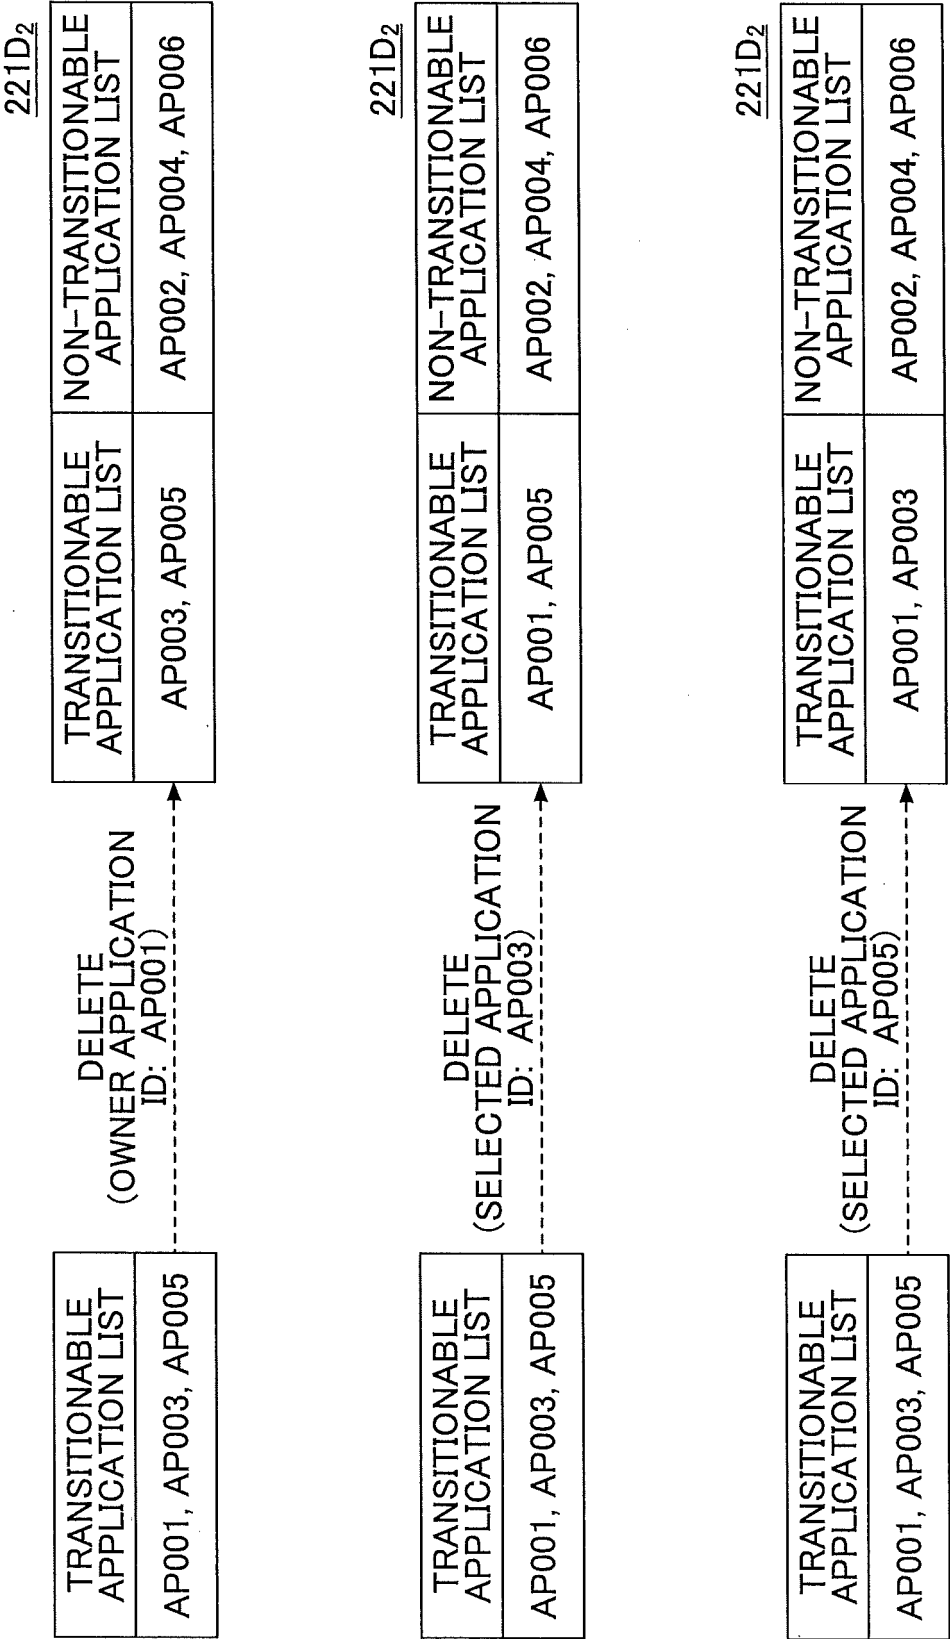 TRANSITIONABLE
APPLICATION LIST
AP001, AP003, AP005
DELETE
(OWNER APPLICATION
ID: AP001)
221D2
TRANSITIONABLE
APPLICATION LIST
NON-TRANSITIONABLE
APPLICATION LIST
AP003, AP005
AP002, AP004, AP006
TRANSITIONABLE
APPLICATION LIST
AP001, AP003, AP005
DELETE
(SELECTED APPLICATION
ID: AP003)
221D2
TRANSITIONABLE
APPLICATION LIST
NON-TRANSITIONABLE
APPLICATION LIST
AP001, AP005
AP002, AP004, AP006
TRANSITIONABLE
APPLICATION LIST
AP001, AP003, AP005
DELETE
(SELECTED APPLICATION
ID: AP005)
221D2
TRANSITIONABLE
APPLICATION LIST
NON-TRANSITIONABLE
APPLICATION LIST
AP001, AP003
AP002, AP004, AP006